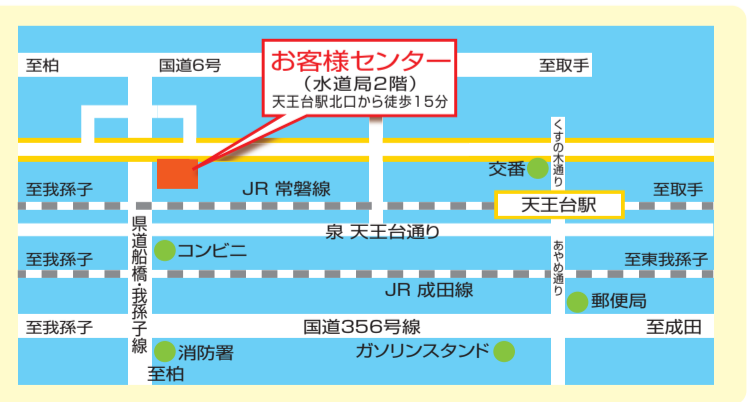 至柏
国道6号
お客様センター
(水道局2階)
天王台駅北口から徒歩15分
至取手
くすの木通り
交番
至我孫子
JR 常磐線
天王台駅
至取手
県道船橋・我孫子線
泉 天王台通り
至我孫子
コンビニ
あやめ通り
至東我孫子
JR 成田線
郵便局
至我孫子
国道356号線
至成田
消防署
ガソリンスタンド
至柏